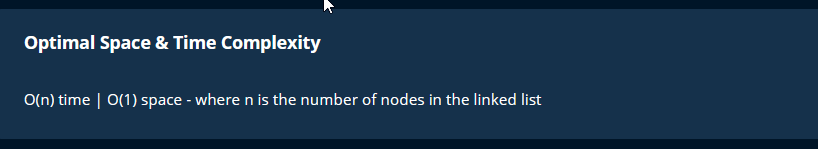 Optimal Space & Time Complexity
O(n) time | O(1) space - where n is the number of nodes in the linked list